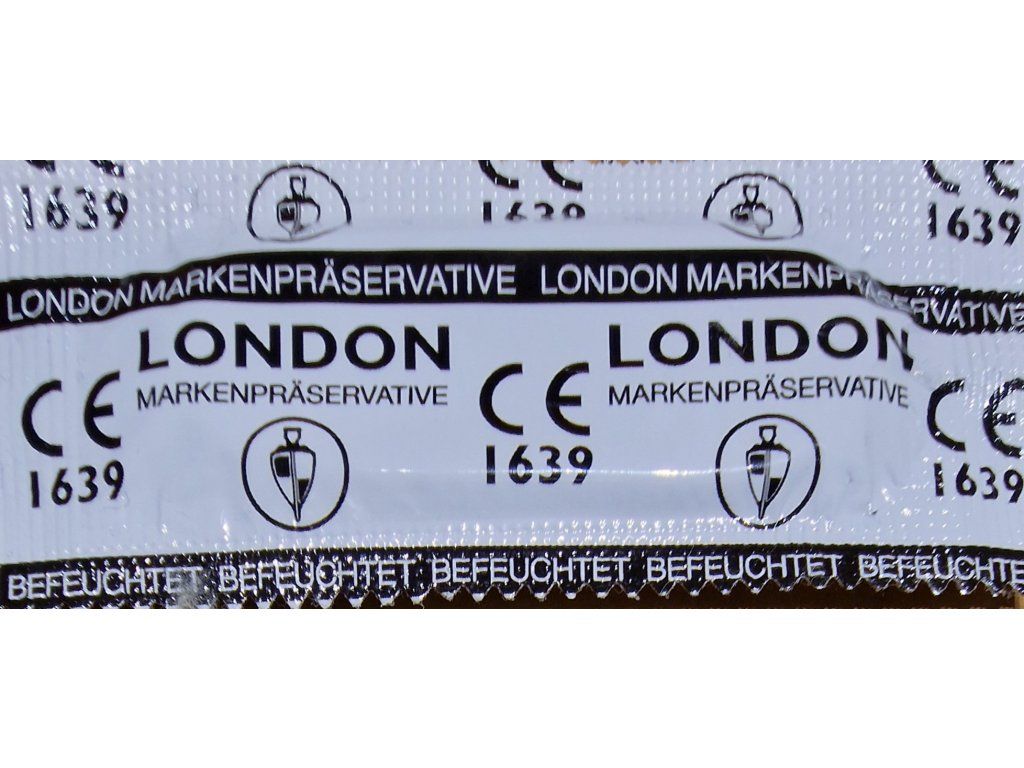 1639 1639 1639
LONDON MARKENPRÄSERVATIVE LONDON MARKENPRÄSERVATIVE
LONDON LONDON
MARKENPRÄSERVATIVE MARKENPRÄSERVATIVE
CE CE CE
1639 1639 1639
BEFEUCHTET BEFEUCHTET BEFEUCHTET BEFEUCHTET BEFEUCHTE